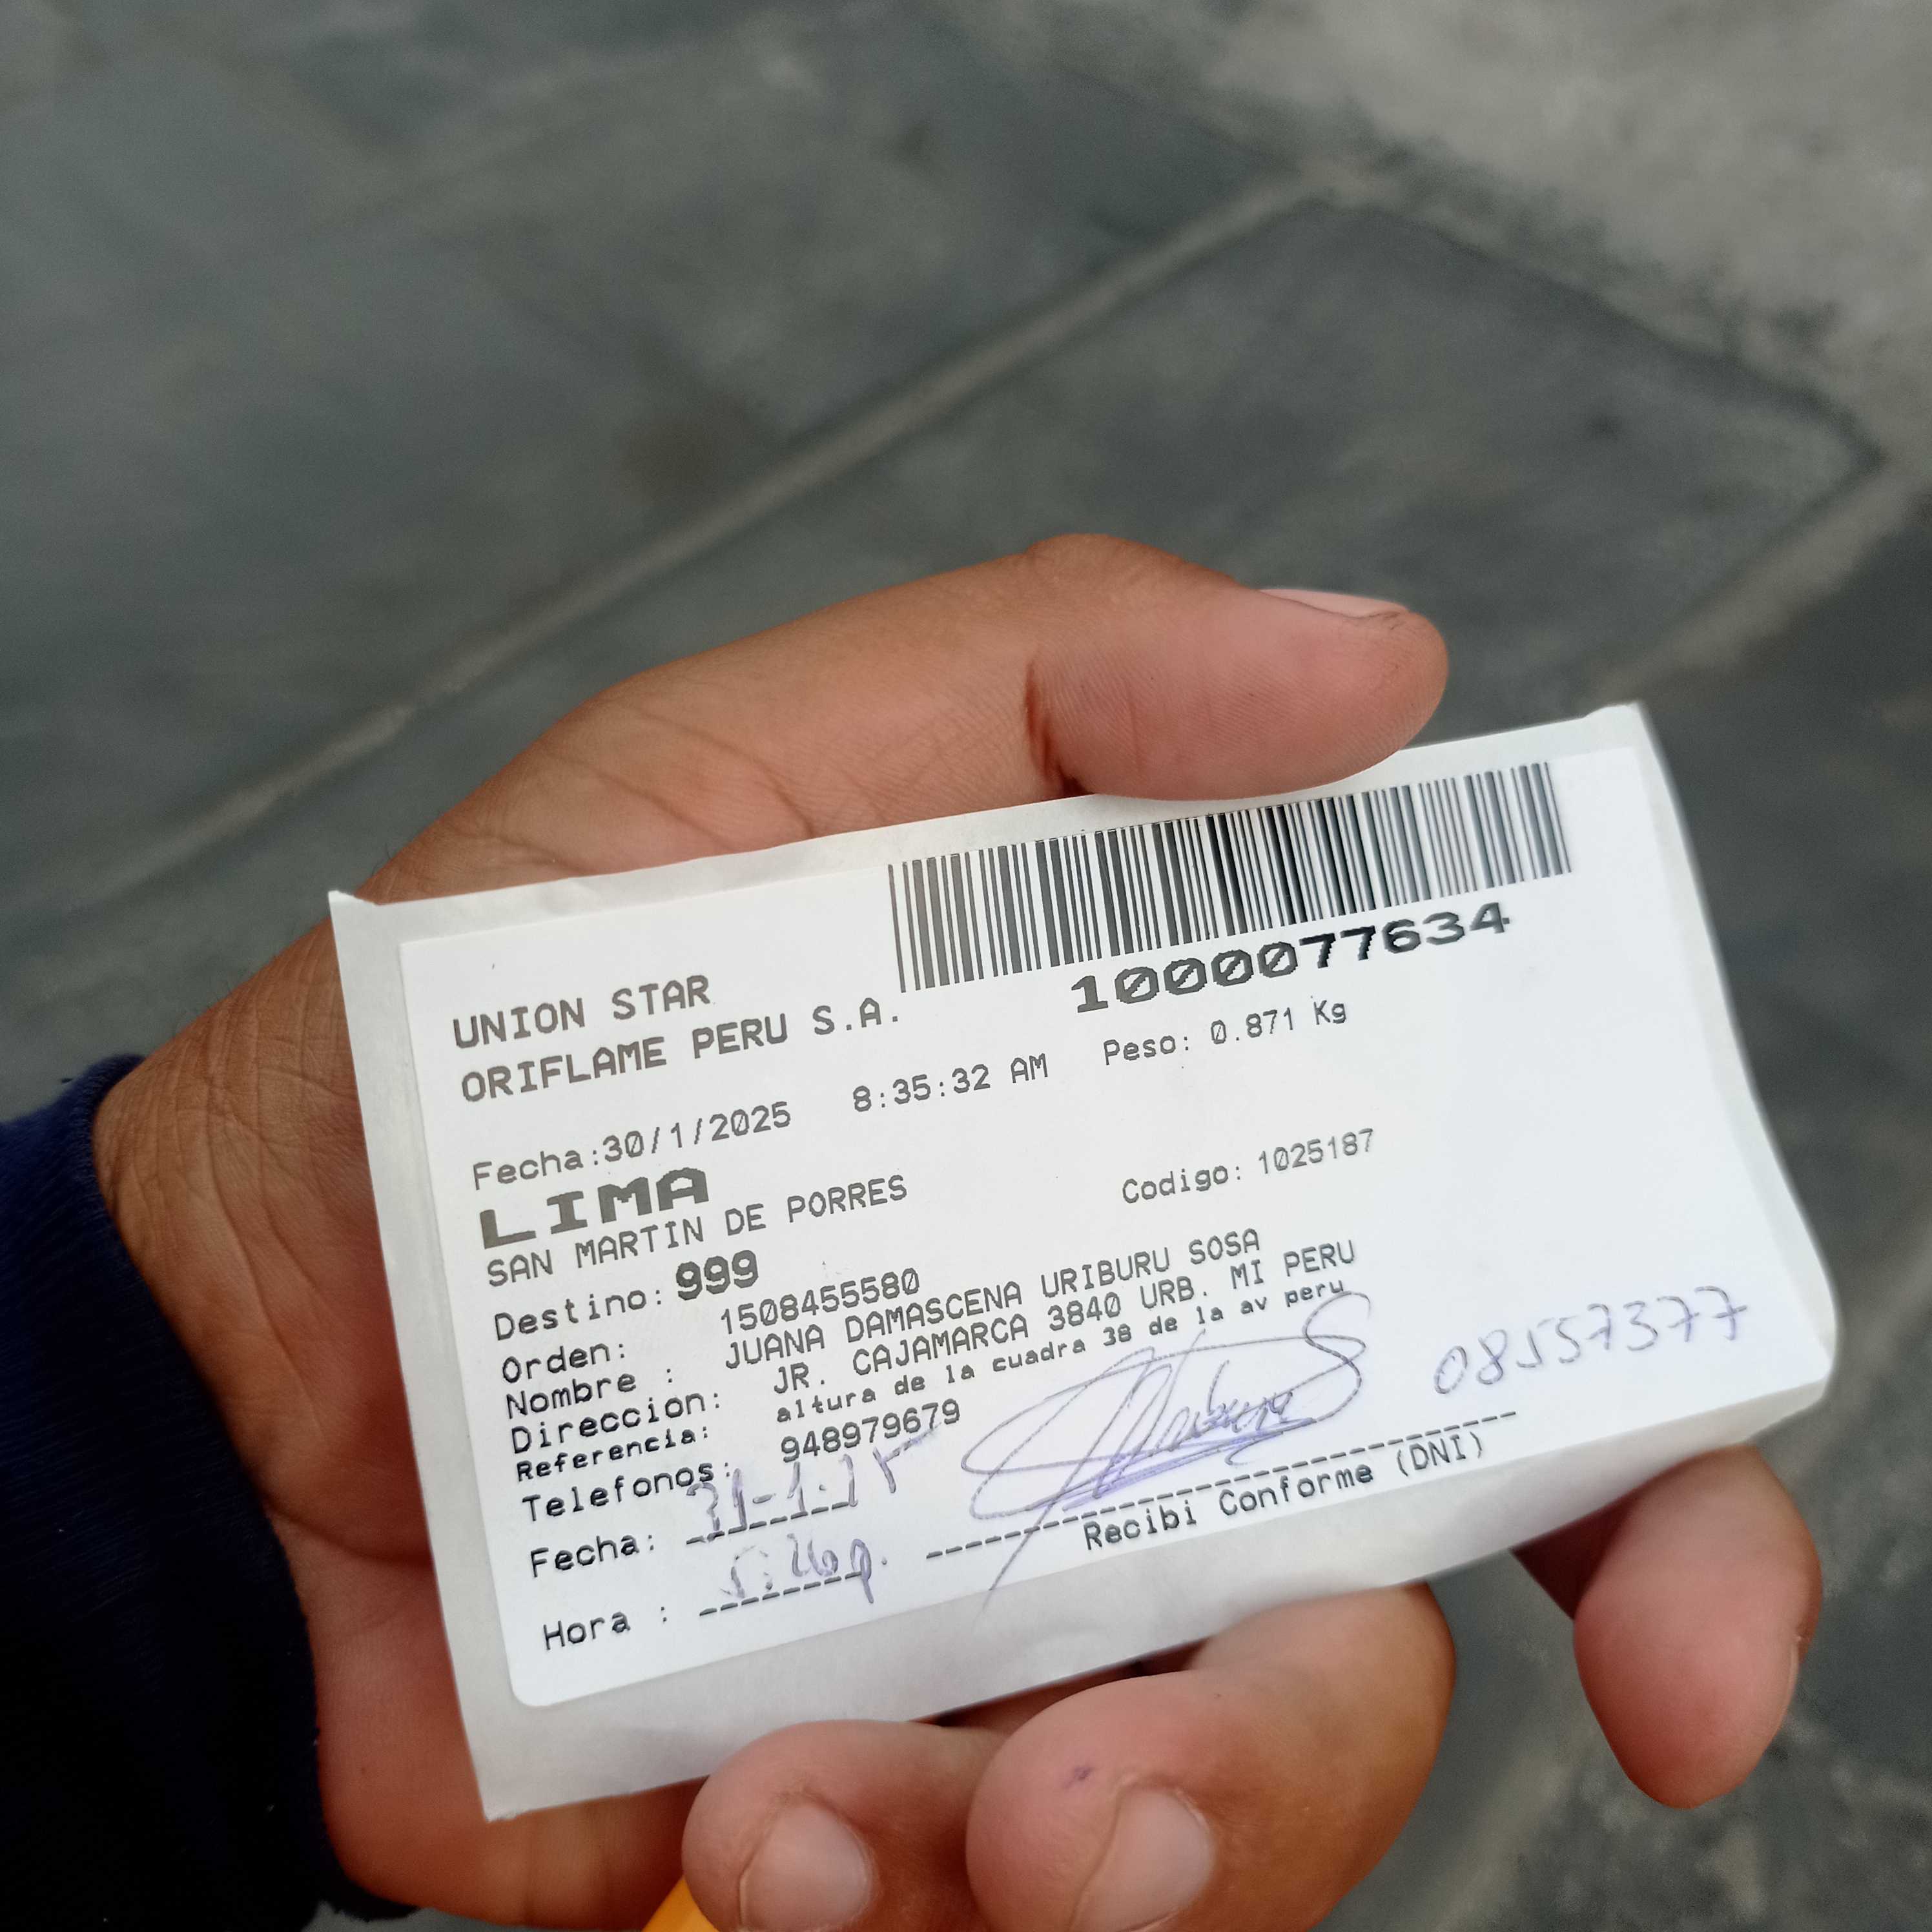 1000077634
UNION STAR
ORIFLAME PERU S.A.
Fecha:30/1/2025 8:35:32 AM Peso: 0.871 Kg
LIMA
SAN MARTIN DE PORRES Codigo: 1025187
Destino: 999
Orden: 1508455580
Nombre : JUANA DAMASCENA URIBURU SOSA
Direccion: JR. CAJAMARCA 3840 URB. MI PERU
Referencia: altura de la cuadra 38 de la av peru
Telefonos: 948979679
Fecha: 31-1-25 08557377
Hora : Recibi Conforme (DNI)